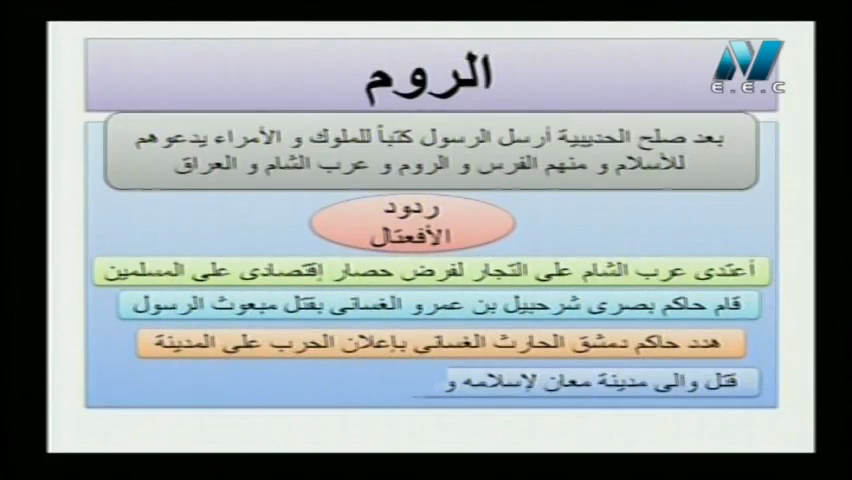 الروم
E.E.C
بعد صلح الحديبية أرسل الرسول كتباً للملوك و الأمراء يدعوهم
للأسلام و منهم الفرس و الروم و عرب الشام و العراق
ردود
الأفعتال
أعتدى عرب الشام على التجار لفرض حصار إقتصادى على المسلمين
قام حاكم بصرى شرحبيل بن عمرو الغسانى بقتل مبعوث الرسول
هدد حاكم دمشق الحارث الغسانى بإعلان الحرب على المدينة
قتل والى مدينة معان لإسلامه و